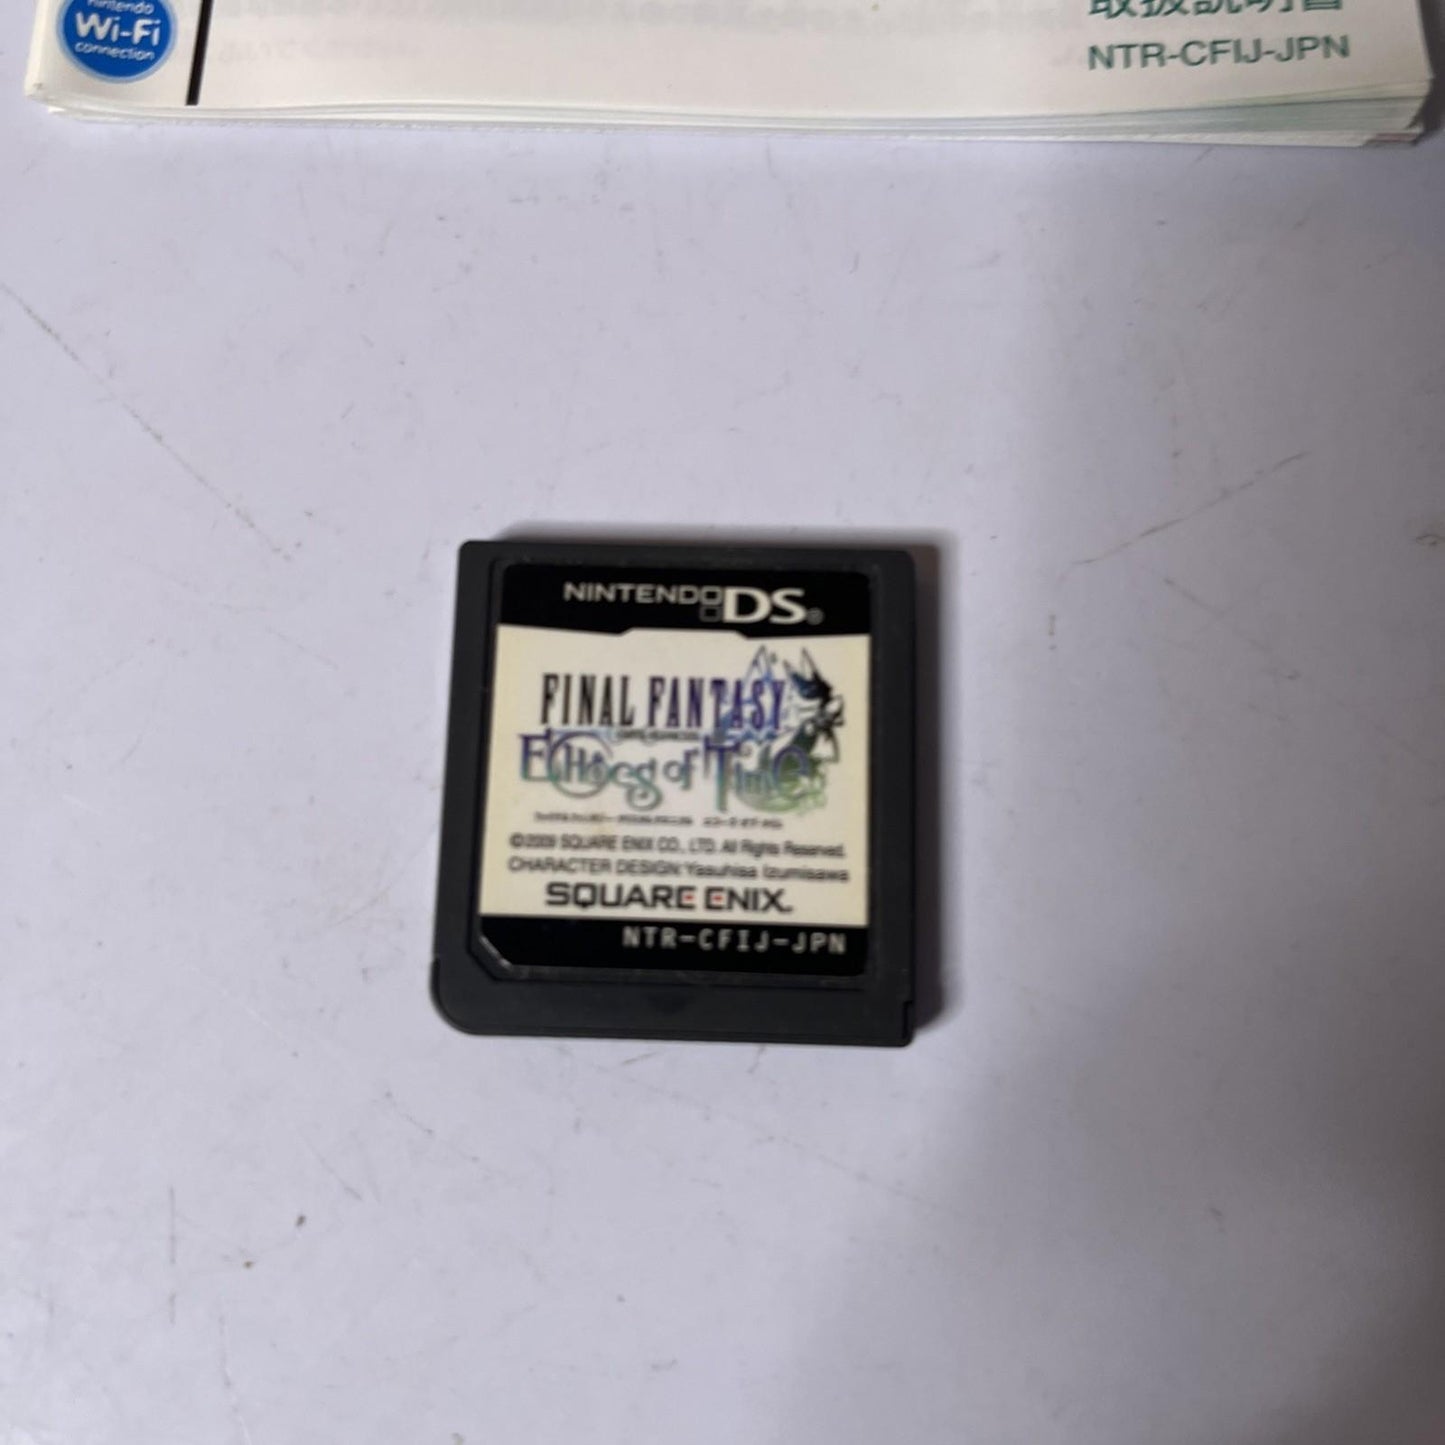 Nintendo
Wi-Fi
connection
取扱説明書
NTR-CFIJ-JPN
NINTENDO DS
FINAL FANTASY
ECHOES OF TIME
©2009 SQUARE ENIX CO., LTD. All Rights Reserved.
CHARACTER DESIGN:Yasuhisa Izumisawa
SQUARE ENIX.
NTR-CFIJ-JPN